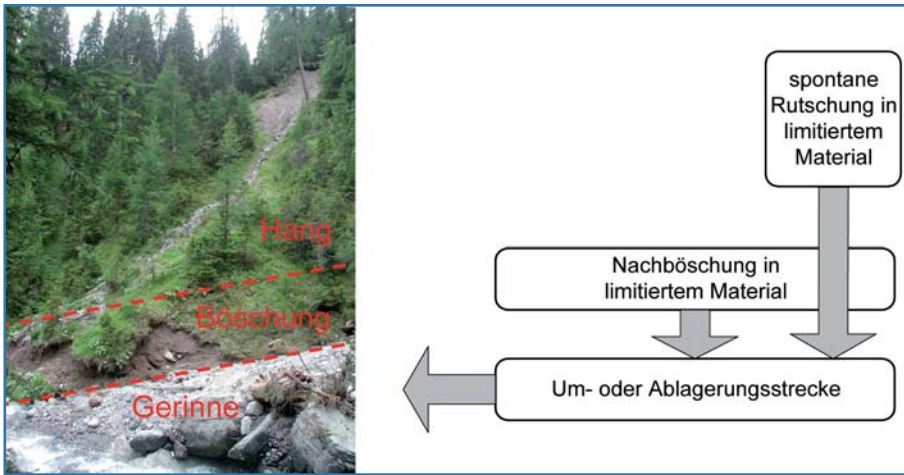 Hang
Böschung
Gerinne
spontane
Rutschung in
limitiertem
Material
Nachböschung in
limitiertem Material
Um- oder Ablagerungsstrecke